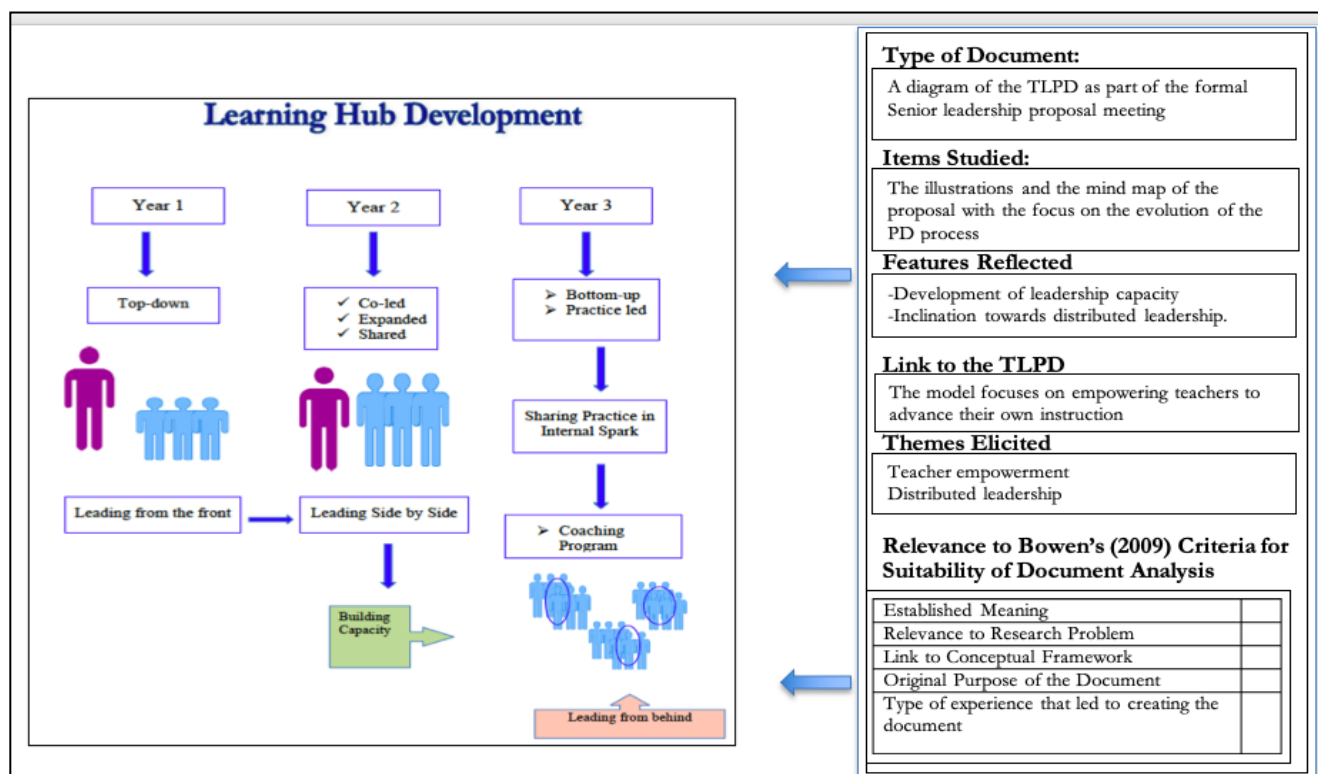 Learning Hub Development
Year 1
Top-down
Leading from the front
Year 2
✓ Co-led
✓ Expanded
✓ Shared
Leading Side by Side
Building
Capacity
Year 3
➢ Bottom-up
➢ Practice led
Sharing Practice in
Internal Spark
➢ Coaching
Program
Leading from behind
Type of Document:
A diagram of the TLPD as part of the formal
Senior leadership proposal meeting
Items Studied:
The illustrations and the mind map of the
proposal with the focus on the evolution of the
PD process
Features Reflected
-Development of leadership capacity
-Inclination towards distributed leadership.
Link to the TLPD
The model focuses on empowering teachers to
advance their own instruction
Themes Elicited
Teacher empowerment
Distributed leadership
Relevance to Bowen's (2009) Criteria for
Suitability of Document Analysis
Established Meaning
Relevance to Research Problem
Link to Conceptual Framework
Original Purpose of the Document
Type of experience that led to creating the
document